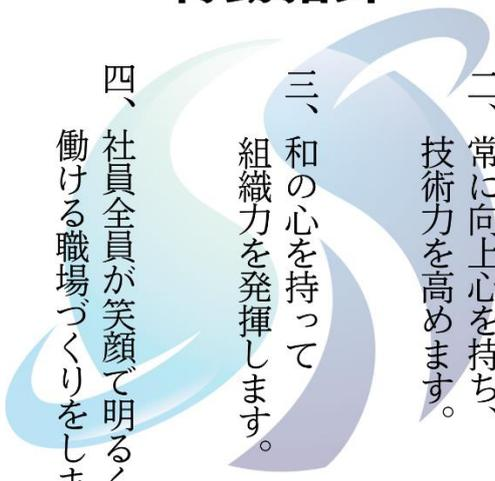 二、常に向上心を持ち、
技術力を高めます。
三、和の心を持って
組織力を発揮します。
四、社員全員が笑顔で明るく
働ける職場づくりをしま